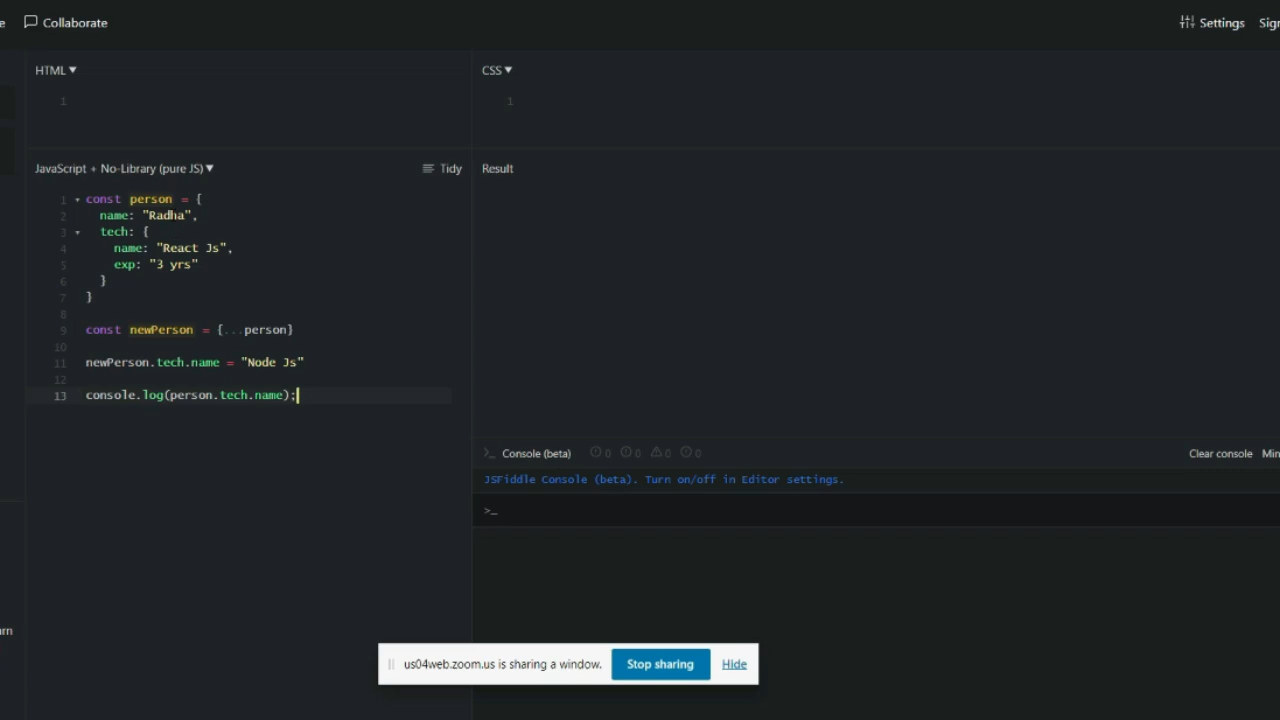 Collaborate
Settings
HTML
CSS
1
1
JavaScript + No-Library (pure JS)
Tidy
Result
1 const person = {
2 name: "Radha",
3 tech: {
4 name: "React Js",
5 exp: "3 yrs"
6 }
7 }
8
9 const newPerson = {...person}
10
11 newPerson.tech.name = "Node Js"
12
13 console.log(person.tech.name);
>_ Console (beta) 0 0 0 0
Clear console
JSFiddle Console (beta). Turn on/off in Editor settings.
>_
us04web.zoom.us is sharing a window.
Stop sharing
Hide